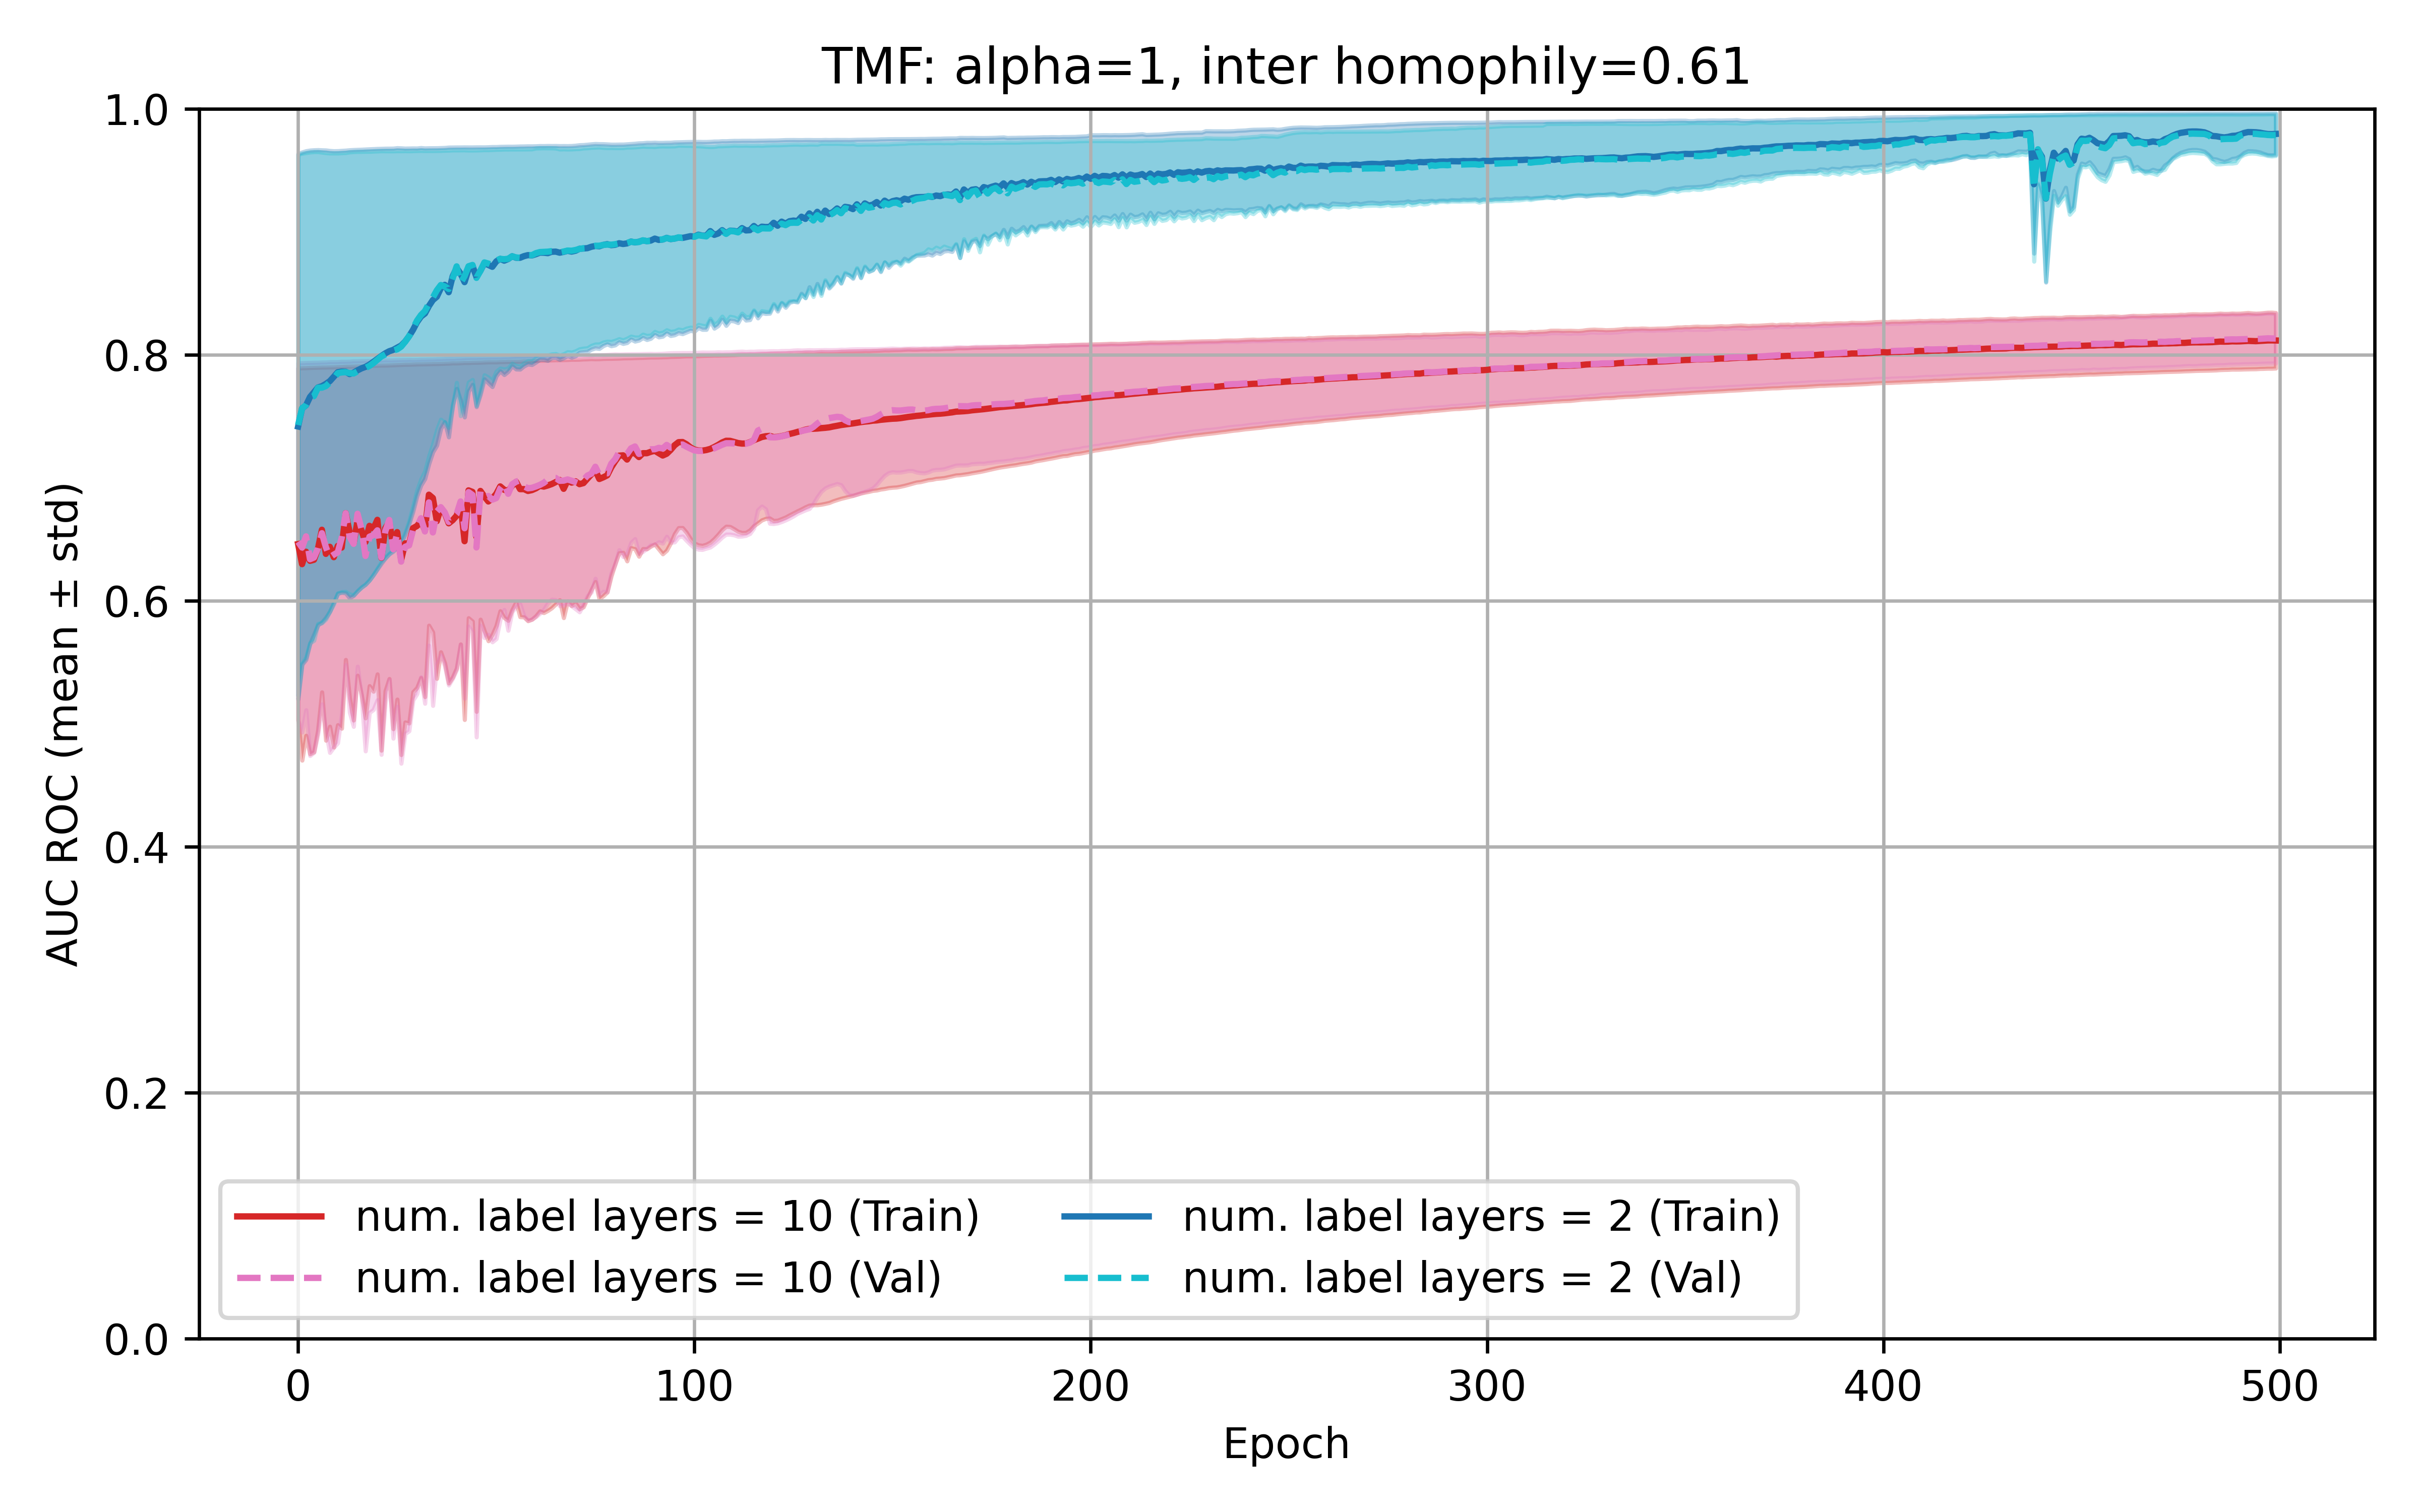 TMF: alpha=1, inter homophily=0.61
AUC ROC (mean ± std)
1.0
0.8
0.6
0.4
0.2
0.0
num. label layers = 10 (Train)
num. label layers = 10 (Val)
num. label layers = 2 (Train)
num. label layers = 2 (Val)
0 100 200 300 400 500
Epoch